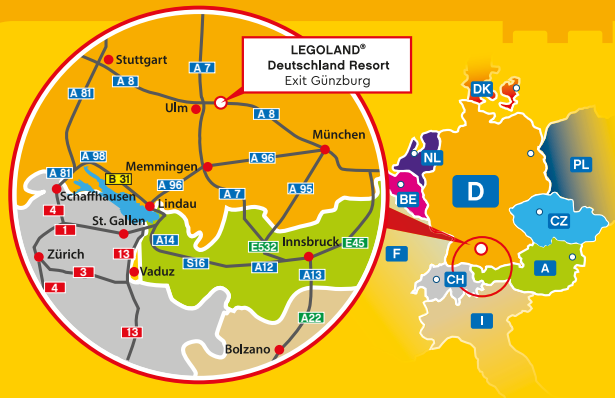 LEGOLAND®
Deutschland Resort
Exit Günzburg
Stuttgart
A 7
A 8
A 81
Ulm
A 8
München
A 98
Memmingen
A 96
A 81
B 31
A 96
A 7
A 95
Schaffhausen
Lindau
4
1
St. Gallen
A14
E532
Innsbruck
E45
Zürich
13
S16
A12
A13
3
Vaduz
4
13
A22
Bolzano
DK
NL
PL
BE
D
CZ
F
A
CH
I